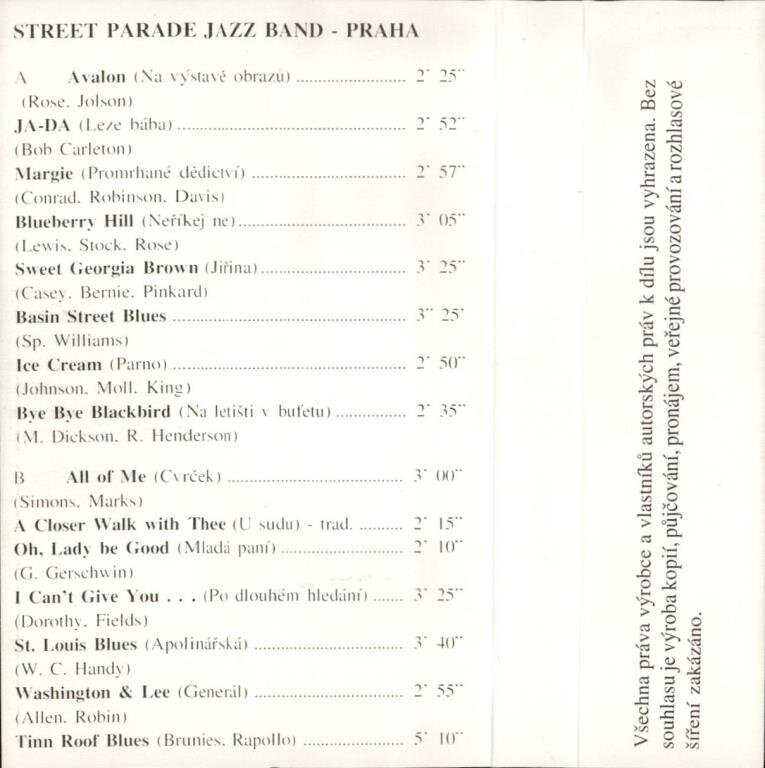 STREET PARADE JAZZ BAND - PRAHA
A Avalon (Na výstavě obrazů) ........................ 2' 25''
(Rose. Jolson)
JA-DA (Leze bába) .................................................. 2' 52''
(Bob Carleton)
Margie (Promrhané dědictví) .................................. 2' 57''
(Conrad. Robinson. Davis)
Blueberry Hill (Neříkej ne)..................................... 3' 05''
(Lewis. Stock. Rose)
Sweet Georgia Brown (Jiřina)................................ 3' 25''
(Casey. Bernie. Pinkard)
Basin Street Blues ................................................... 3'' 25'
(Sp. Williams)
Ice Cream (Parno) ................................................... 2' 50''
(Johnson. Moll. King)
Bye Bye Blackbird (Na letišti v bufetu) ............... 2' 35''
(M. Dickson. R. Henderson)
B All of Me (Cvrček) ....................................... 3' 00''
(Simons. Marks)
A Closer Walk with Thee (U sudu) - trad. .......... 2' 15''
Oh, Lady be Good (Mladá paní) ........................... 2' 10''
(G. Gerschwin)
I Can't Give You . . . (Po dlouhém hledání) ....... 3' 25''
(Dorothy. Fields)
St. Louis Blues (Apolinářská) ................................. 3' 40''
(W. C. Handy)
Washington & Lee (Generál) ................................. 2' 55''
(Allen. Robin)
Tinn Roof Blues (Brunies. Rapollo) ...................... 5' 10''
Všechna práva výrobce a vlastníků autorských práv k dílu jsou vyhrazena. Bez
souhlasu je výroba kopií, půjčování, pronájem, veřejné provozování a rozhlasové
šíření zakázáno.